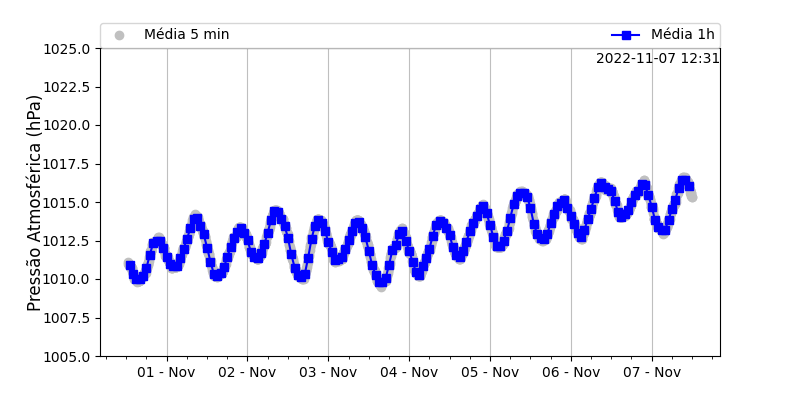 Média 5 min
Média 1h
2022-11-07 12:31
Pressão Atmosférica (hPa)
1025.0
1022.5
1020.0
1017.5
1015.0
1012.5
1010.0
1007.5
1005.0
01 - Nov
02 - Nov
03 - Nov
04 - Nov
05 - Nov
06 - Nov
07 - Nov